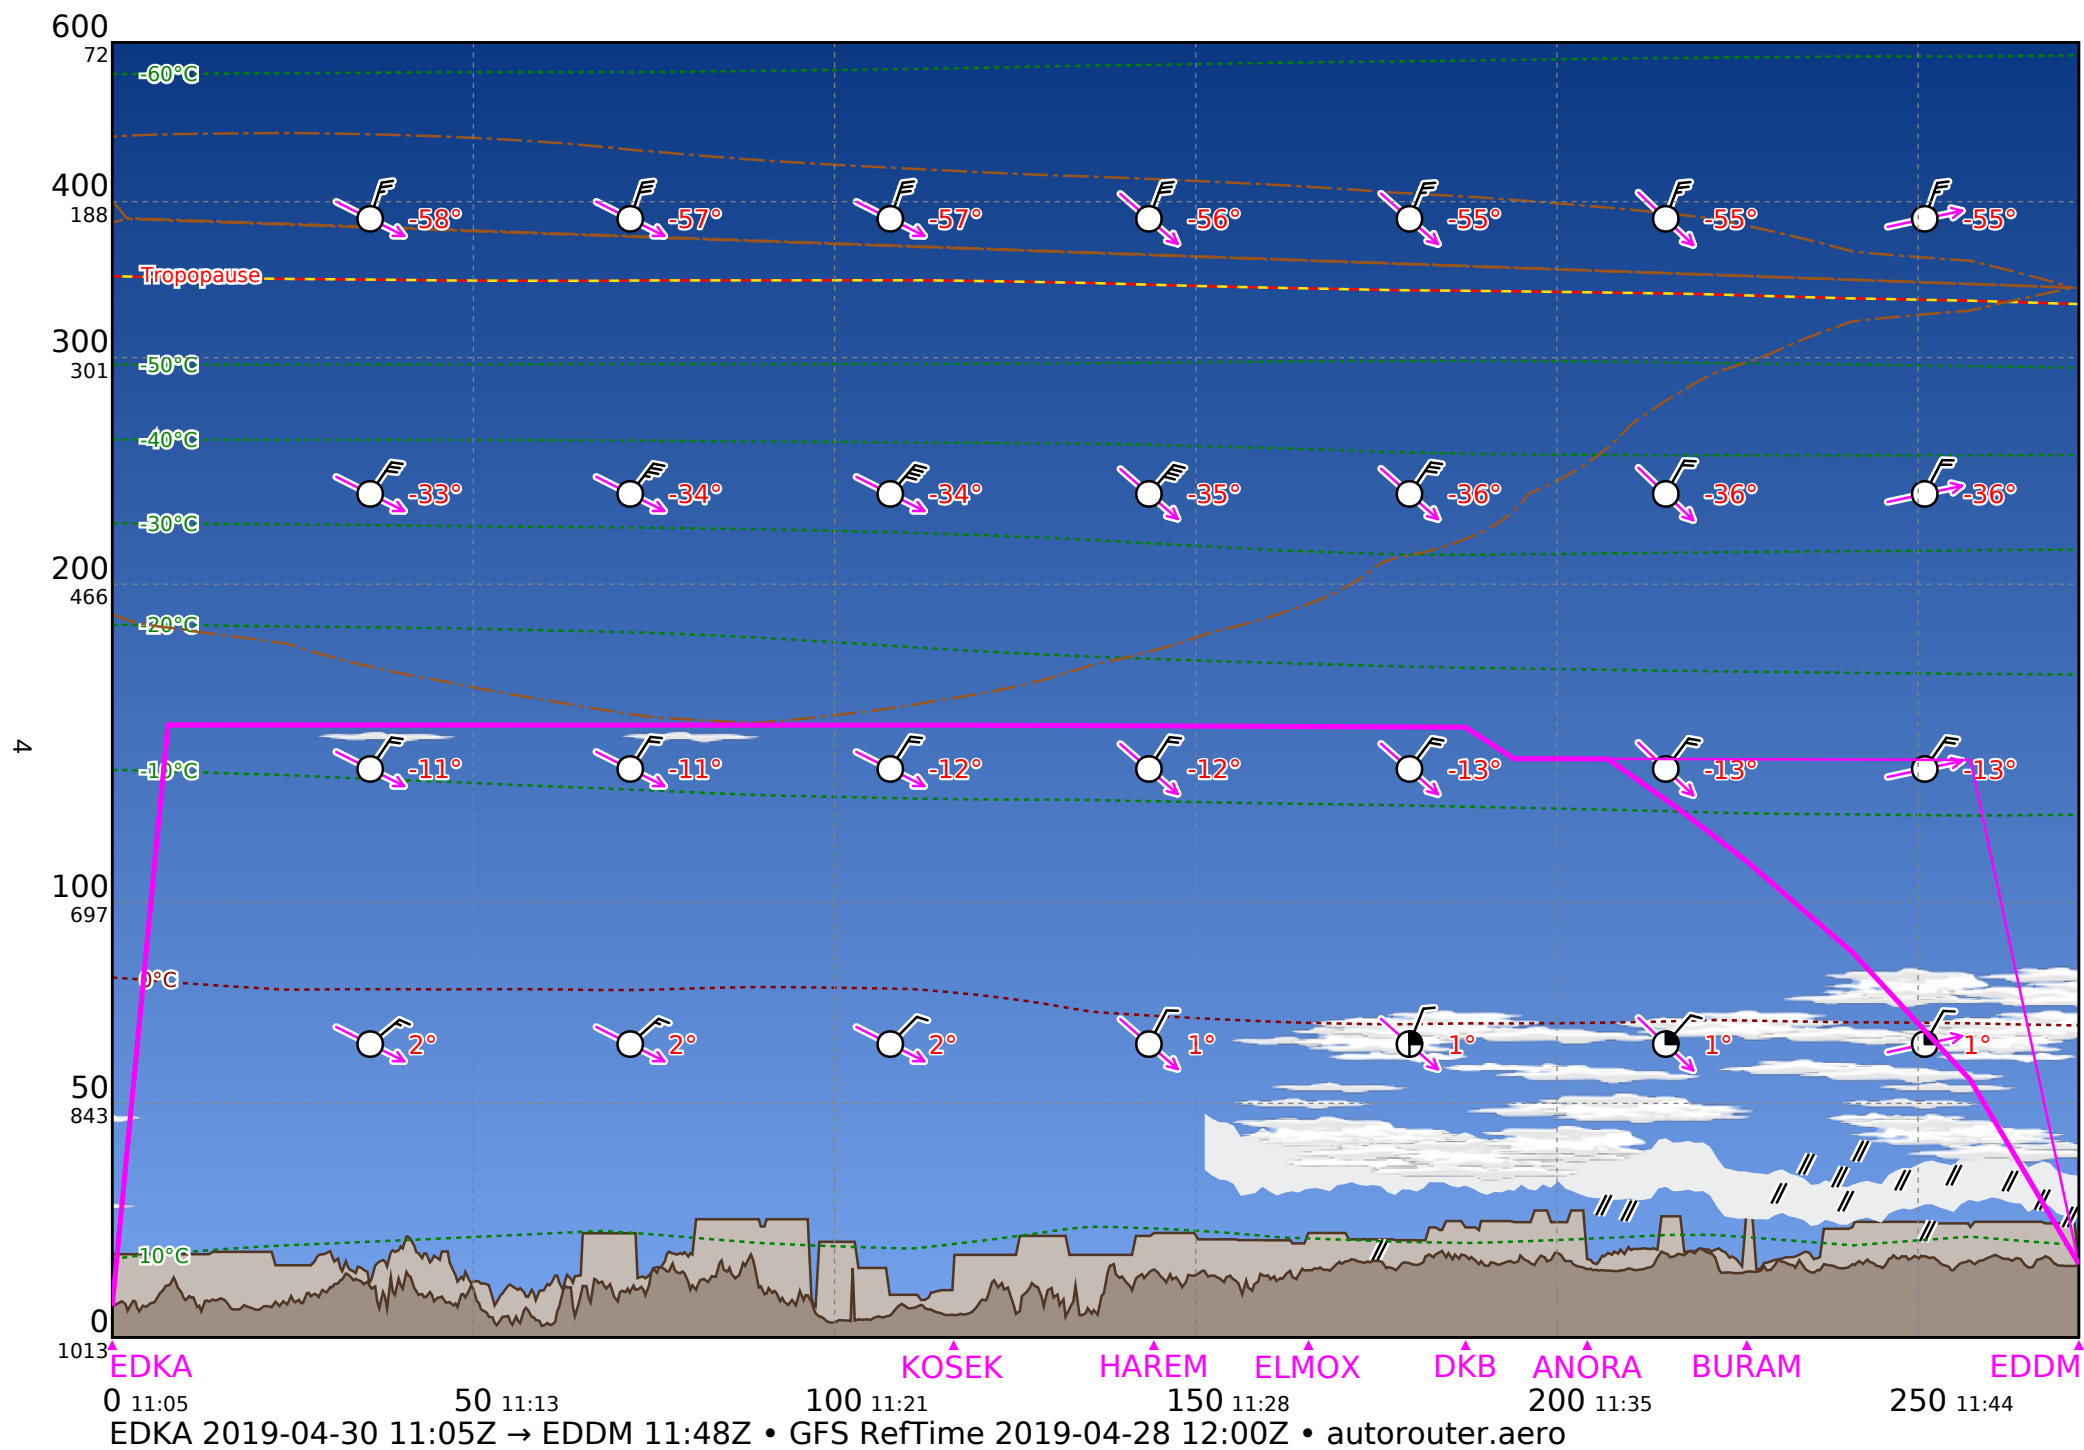 600
72
-60°C
400
188
-58° -57° -57° -56° -55° -55° -55°
Tropopause
300
301
-50°C
-40°C
-33° -34° -34° -35° -36° -36° -36°
-30°C
200
466
-20°C
4
-10°C -11° -11° -12° -12° -13° -13° -13°
100
697
0°C
2° 2° 2° 1° 1° 1° 1°
50
843
10°C
0
1013
EDKA KOSEK HAREM ELMOX DKB ANORA BURAM EDDM
0 11:05 50 11:13 100 11:21 150 11:28 200 11:35 250 11:44
EDKA 2019-04-30 11:05Z → EDDM 11:48Z • GFS RefTime 2019-04-28 12:00Z • autorouter.aero